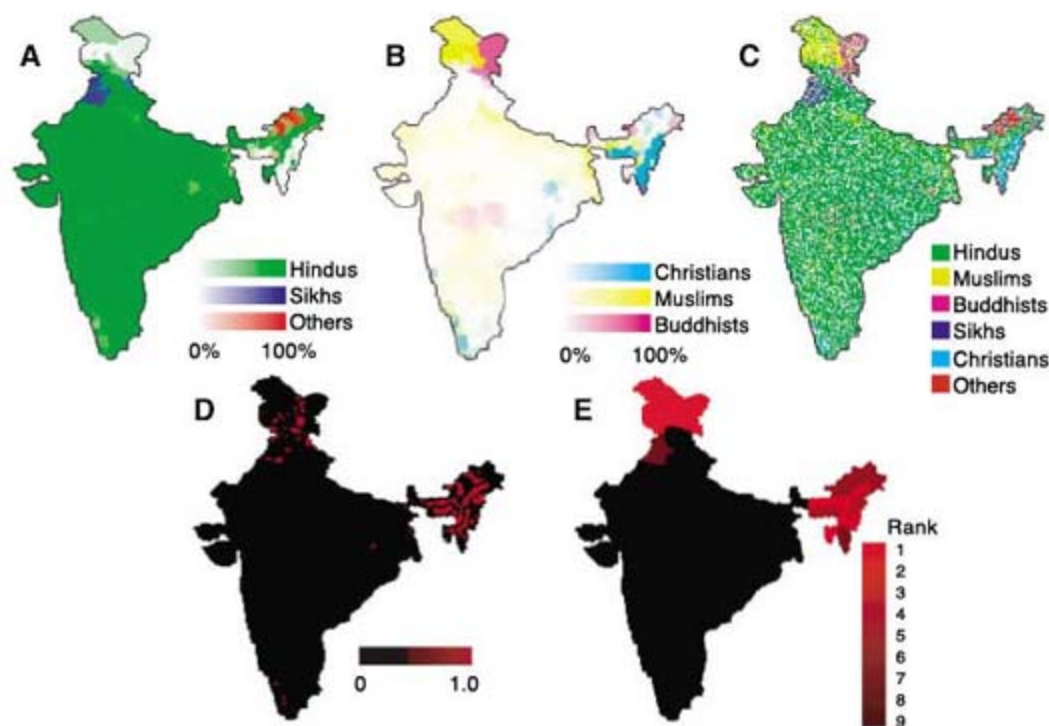 A
B
C
Hindus
Sikhs
Others
0% 100%
Christians
Muslims
Buddhists
0% 100%
Hindus
Muslims
Buddhists
Sikhs
Christians
Others
D
0 1.0
E
Rank
1
2
3
4
5
6
7
8
9